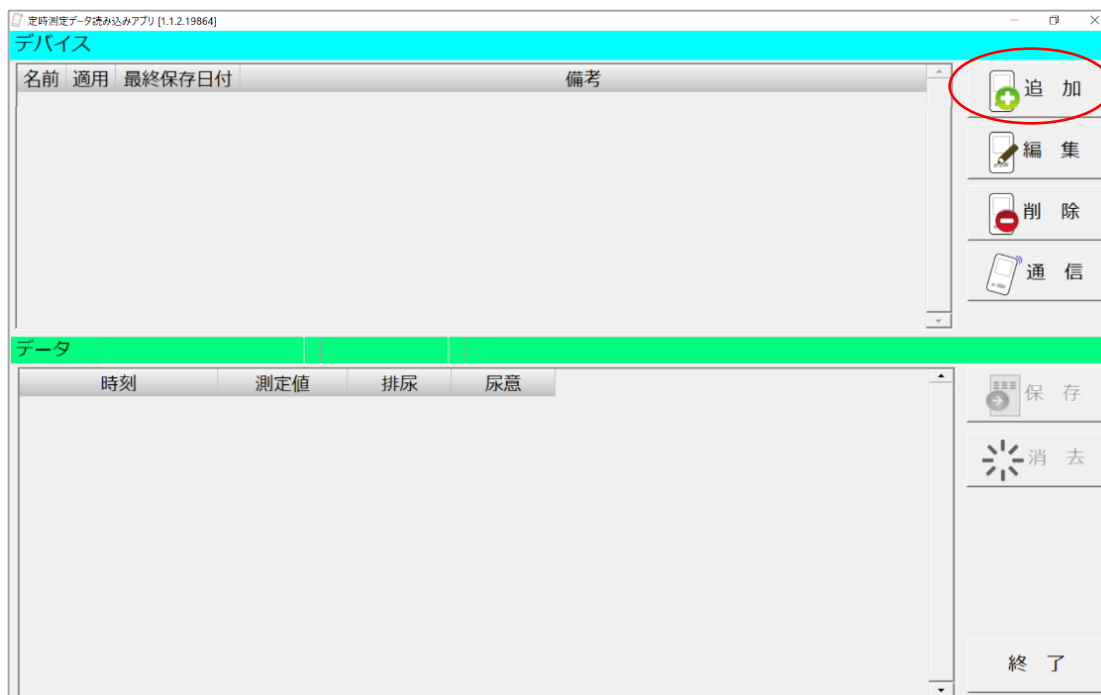 定時測定データ読み込みアプリ [1.1.2.19864]
デバイス
名前 適用 最終保存日付 備考
追 加
編 集
削 除
通 信
データ
時刻 測定値 排尿 尿意
保 存
消 去
終 了